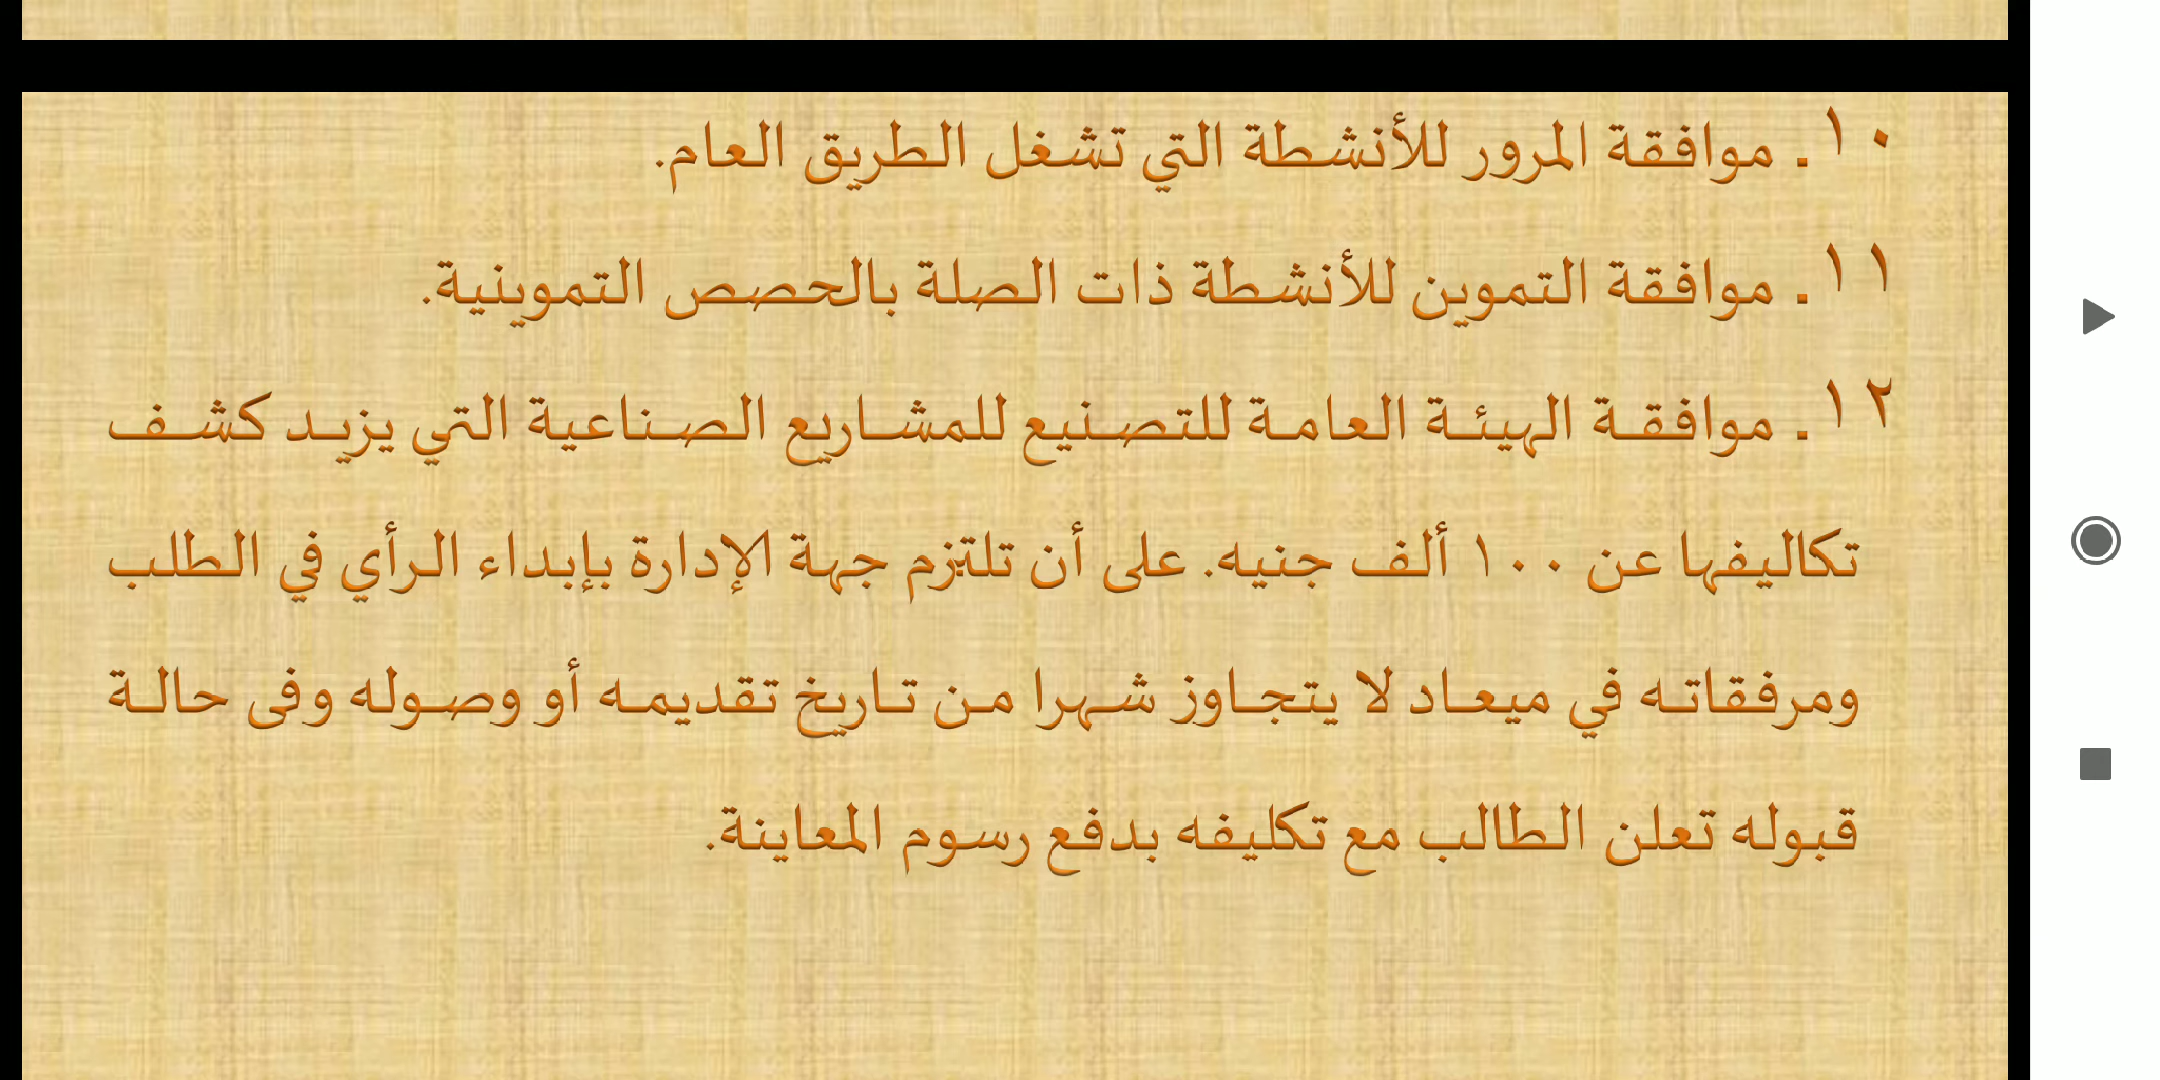 ١٠. موافقة المرور للأنشطة التي تشغل الطريق العام.
١١. موافقة التموين للأنشطة ذات الصلة بالحصص التموينية.
١٢. موافقة الهيئة العامة للتصنيع للمشاريع الصناعية التي يزيد كشف
تكاليفها عن ١٠٠ ألف جنيه. على أن تلتزم جهة الإدارة بإبداء الرأي في الطلب
ومرفقاته في ميعاد لا يتجاوز شهرا من تاريخ تقديمه أو وصوله وفى حالة
قبوله تعلن الطالب مع تكليفه بدفع رسوم المعاينة.